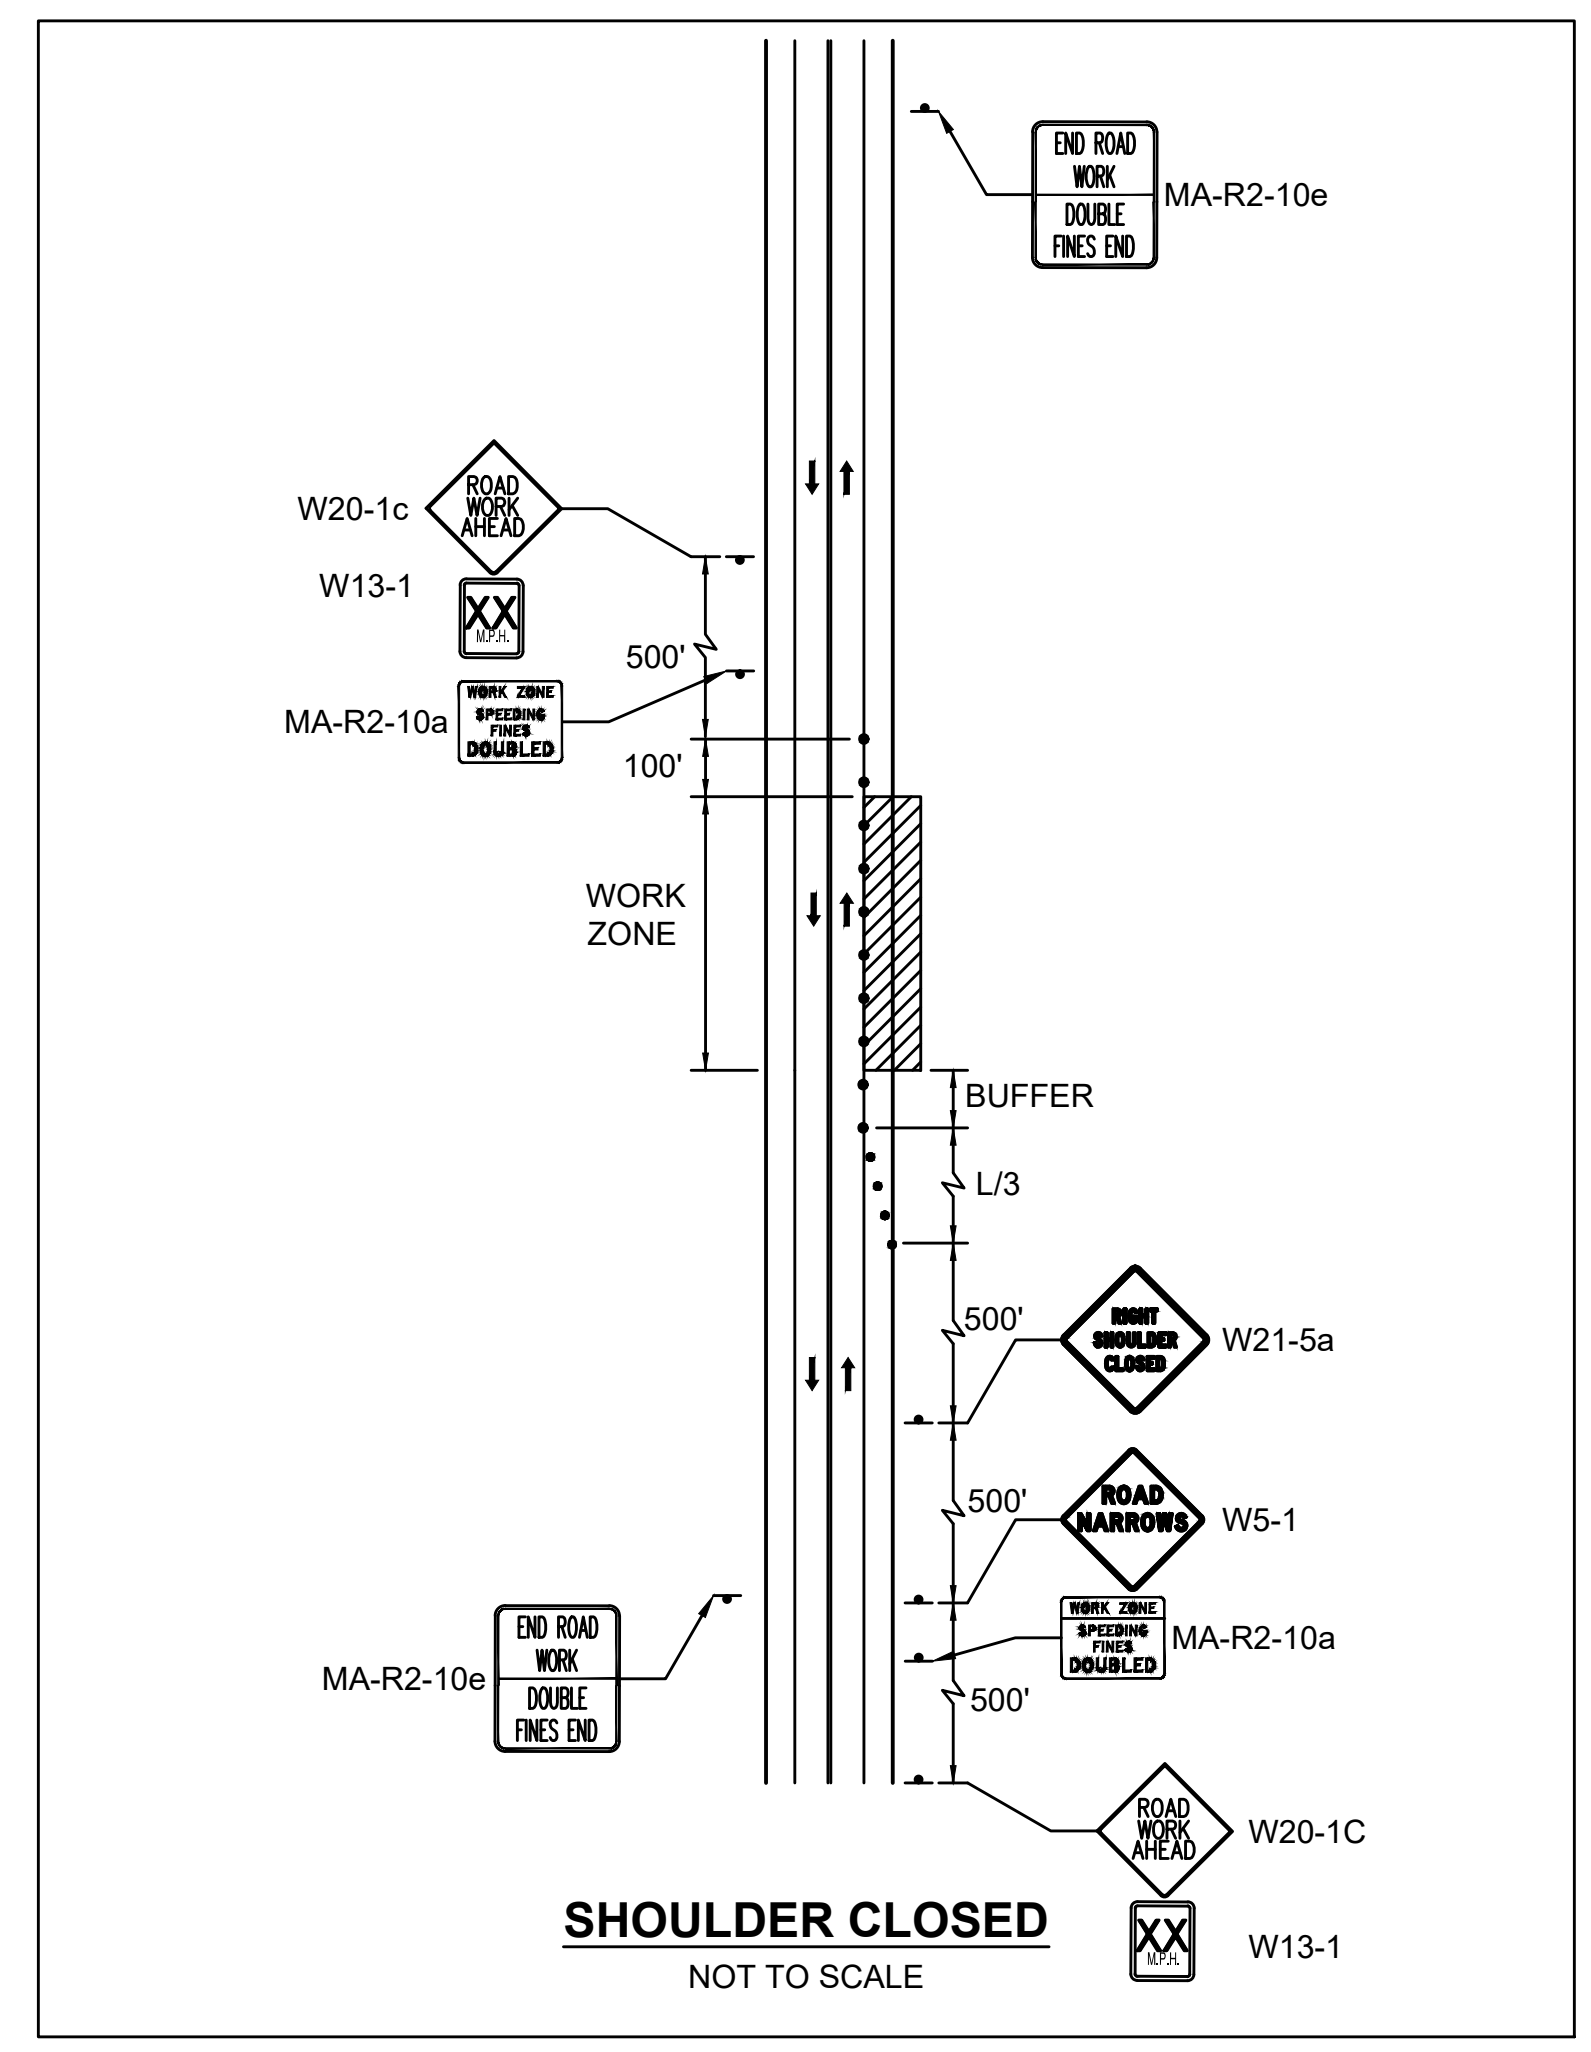 END ROAD
WORK
DOUBLE
FINES END
MA-R2-10e
W20-1c
ROAD
WORK
AHEAD
W13-1
XX
M.P.H.
500'
MA-R2-10a
WORK ZONE
SPEEDING
FINES
DOUBLED
100'
WORK
ZONE
BUFFER
L/3
500'
RIGHT
SHOULDER
CLOSED
W21-5a
500'
ROAD
NARROWS
W5-1
WORK ZONE
SPEEDING
FINES
DOUBLED
MA-R2-10a
MA-R2-10e
END ROAD
WORK
DOUBLE
FINES END
500'
ROAD
WORK
AHEAD
W20-1C
XX
M.P.H.
W13-1
SHOULDER CLOSED
NOT TO SCALE